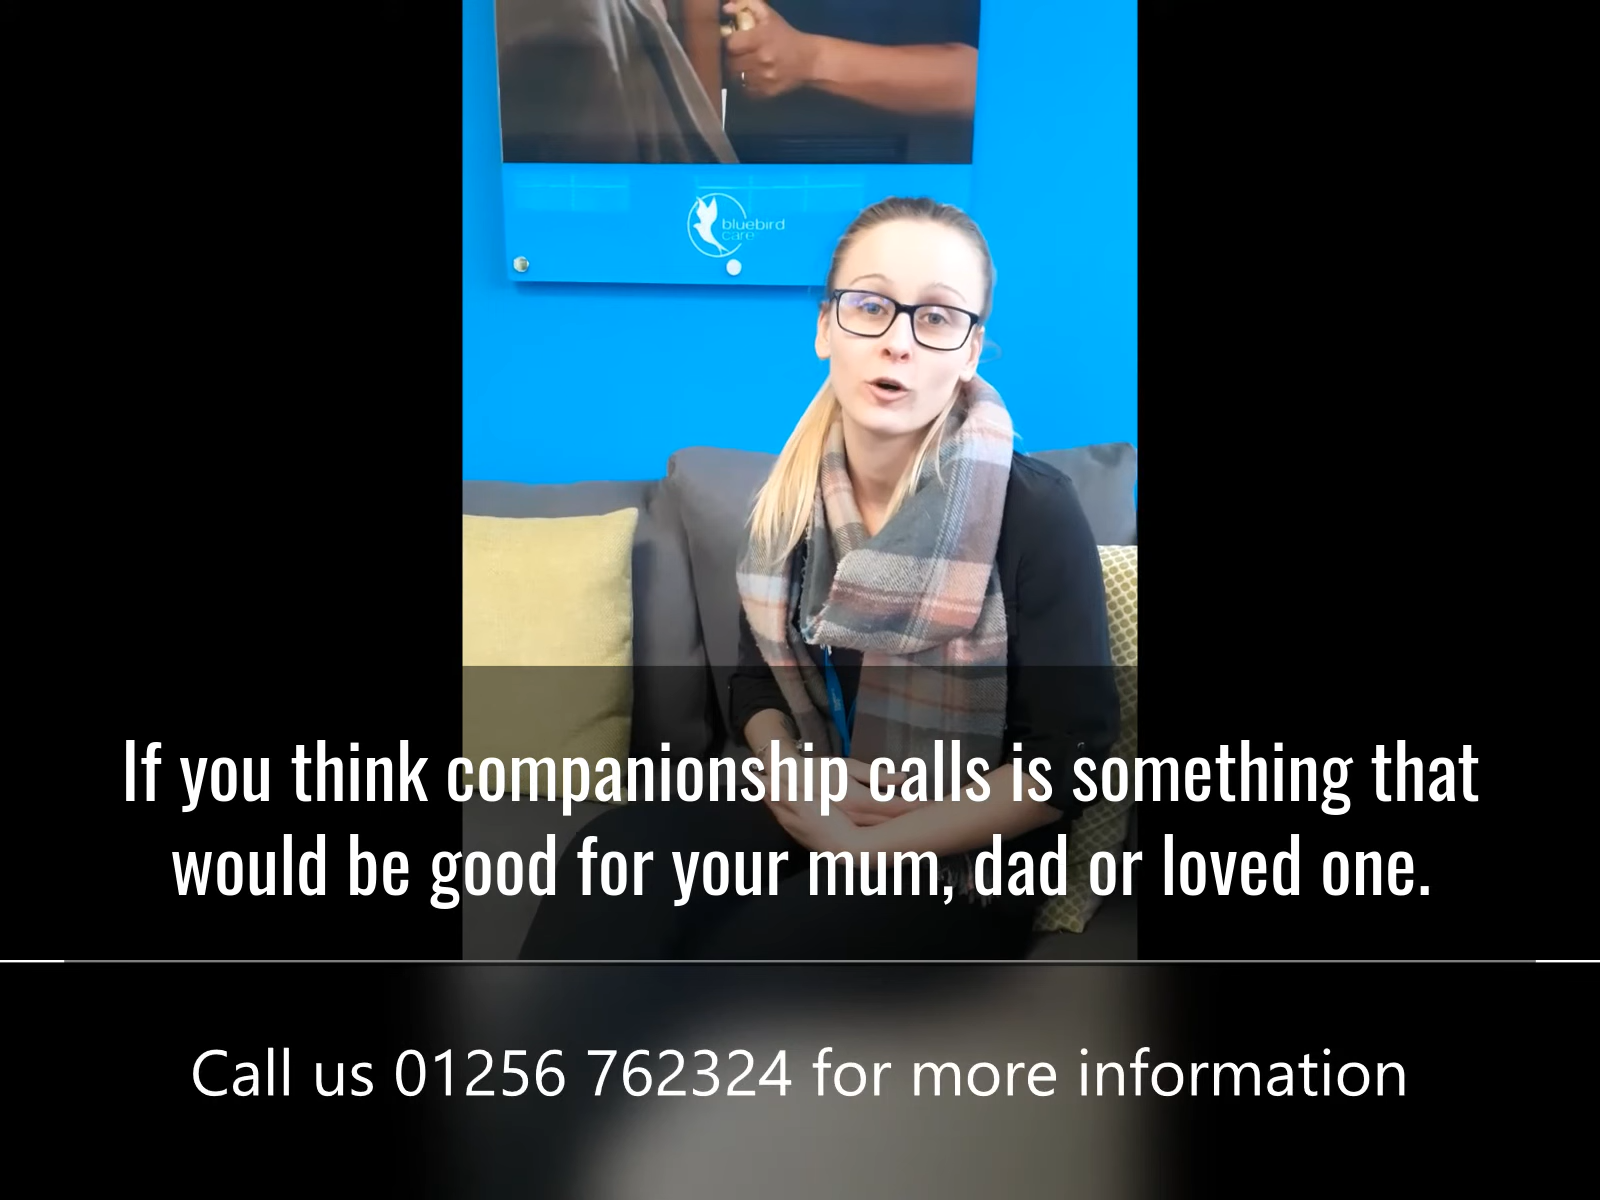 bluebird
care
If you think companionship calls is something that
would be good for your mum, dad or loved one.
Call us 01256 762324 for more information